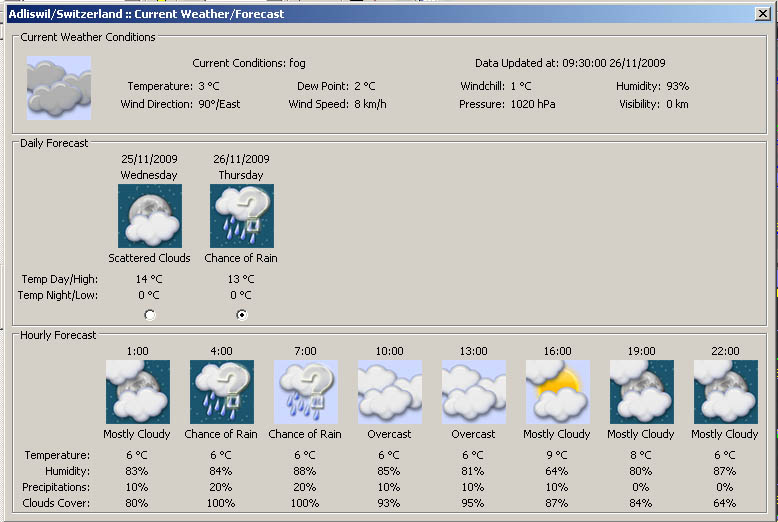 Adliswil/Switzerland :: Current Weather/Forecast
Current Weather Conditions
Current Conditions: fog Data Updated at: 09:30:00 26/11/2009
Temperature: 3 °C Dew Point: 2 °C Windchill: 1 °C Humidity: 93%
Wind Direction: 90°/East Wind Speed: 8 km/h Pressure: 1020 hPa Visibility: 0 km
Daily Forecast
25/11/2009 26/11/2009
Wednesday Thursday
Scattered Clouds Chance of Rain
Temp Day/High: 14 °C 13 °C
Temp Night/Low: 0 °C 0 °C
Hourly Forecast
1:00 4:00 7:00 10:00 13:00 16:00 19:00 22:00
Mostly Cloudy Chance of Rain Chance of Rain Overcast Overcast Mostly Cloudy Mostly Cloudy Mostly Cloudy
Temperature: 6 °C 6 °C 6 °C 6 °C 6 °C 9 °C 8 °C 6 °C
Humidity: 83% 84% 88% 85% 81% 64% 80% 87%
Precipitations: 10% 20% 20% 10% 10% 10% 0% 0%
Clouds Cover: 80% 100% 100% 93% 95% 87% 84% 64%